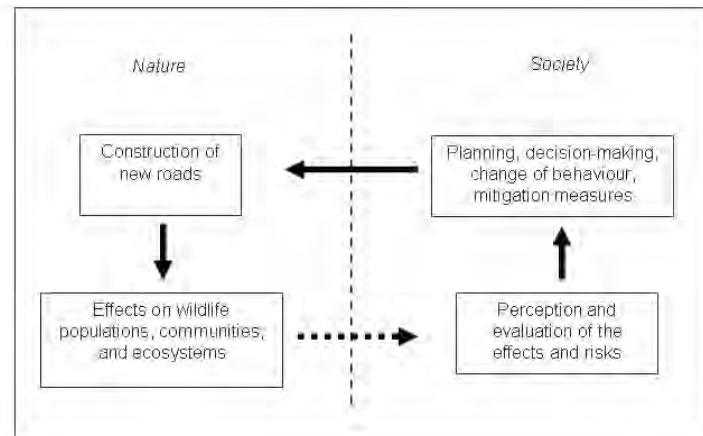 Nature
Society
Construction of
new roads
Planning, decision-making,
change of behaviour,
mitigation measures
Effects on wildlife
populations, communities,
and ecosystems
Perception and
evaluation of the
effects and risks